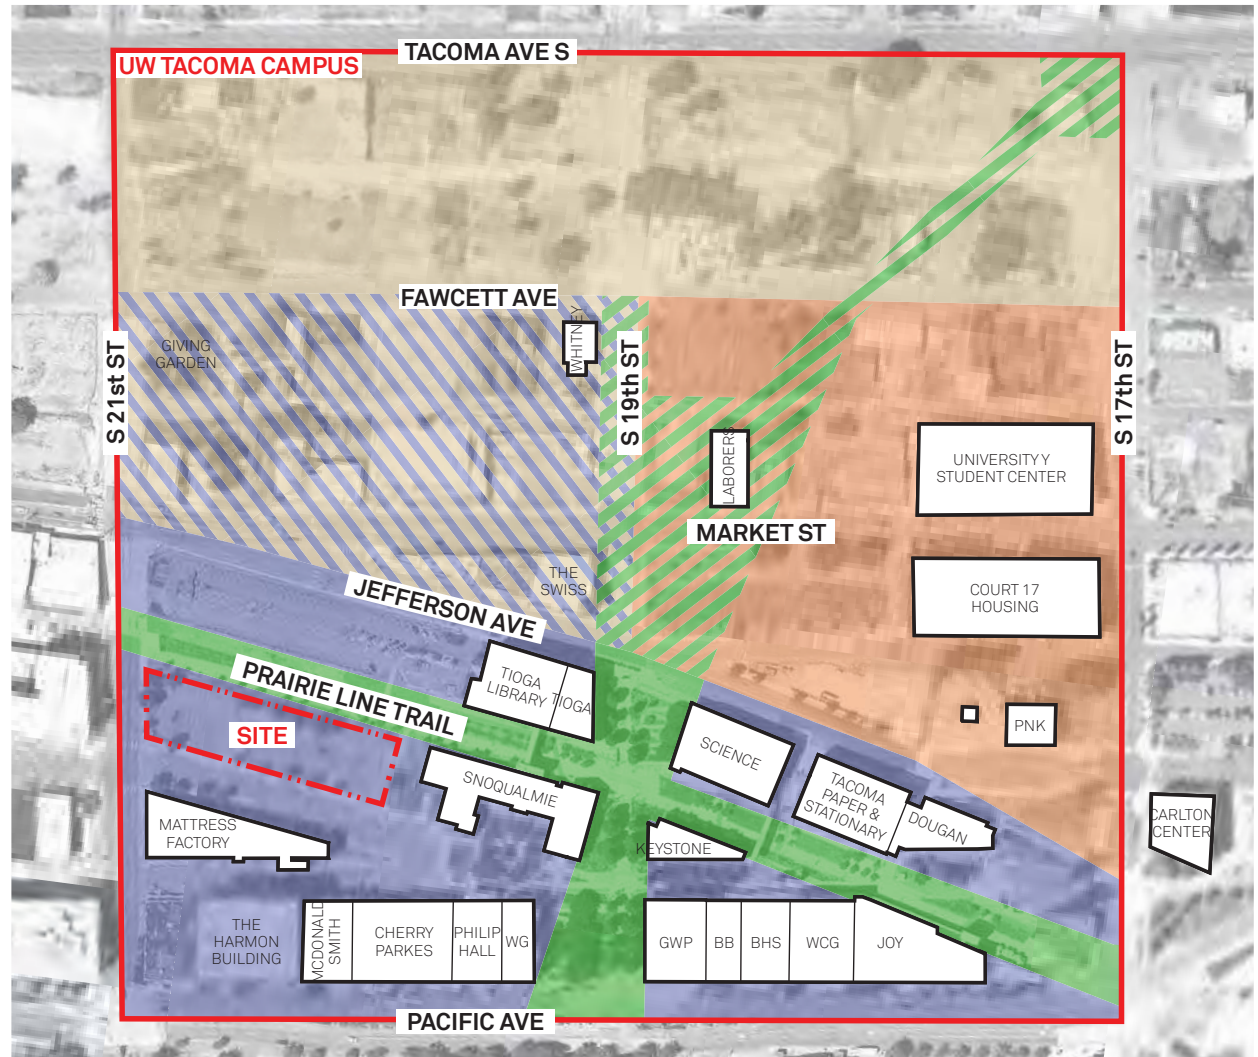 TACOMA AVE S
UW TACOMA CAMPUS
FAWCETT AVE
GIVING
GARDEN
WHITNEY
S 21st ST
S 19th ST
S 17th ST
LABORERS
UNIVERSITY Y
STUDENT CENTER
MARKET ST
THE
SWISS
COURT 17
HOUSING
JEFFERSON AVE
PRAIRIE LINE TRAIL
TIOGA
LIBRARY
TIOGA
SITE
SCIENCE
PNK
SNOQUALMIE
TACOMA
PAPER &
STATIONARY
DOUGAN
CARLTON
CENTER
MATTRESS
FACTORY
KEYSTONE
THE
HARMON
BUILDING
MCDONALD
SMITH
CHERRY
PARKES
PHILIP
HALL
WG
GWP
BB
BHS
WCG
JOY
PACIFIC AVE